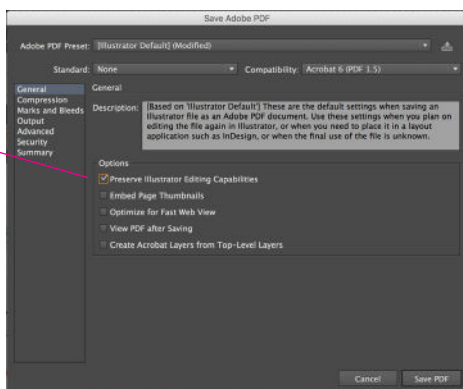 Save Adobe PDF
Adobe PDF Preset: [Illustrator Default] (Modified)
Standard: None Compatibility: Acrobat 6 (PDF 1.5)
General
Compression
Marks and Bleeds
Output
Advanced
Security
Summary
General
Description: [Based on 'Illustrator Default'] These are the default settings when saving an
Illustrator file as an Adobe PDF document. Use these settings when you plan on
editing the file again in Illustrator, or when you need to place it in a layout
application such as InDesign, or when the final use of the file is unknown.
Options
Preserve Illustrator Editing Capabilities
Embed Page Thumbnails
Optimize for Fast Web View
View PDF after Saving
Create Acrobat Layers from Top-Level Layers
Cancel Save PDF